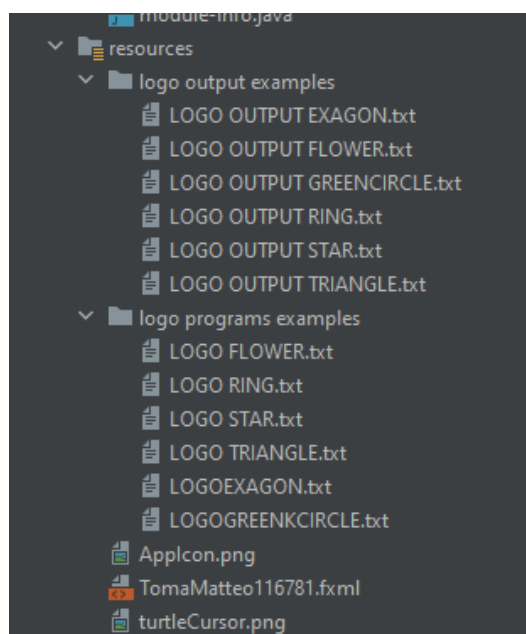 module-info.java
resources
logo output examples
LOGO OUTPUT EXAGON.txt
LOGO OUTPUT FLOWER.txt
LOGO OUTPUT GREENCIRCLE.txt
LOGO OUTPUT RING.txt
LOGO OUTPUT STAR.txt
LOGO OUTPUT TRIANGLE.txt
logo programs examples
LOGO FLOWER.txt
LOGO RING.txt
LOGO STAR.txt
LOGO TRIANGLE.txt
LOGOEXAGON.txt
LOGOGREENKCIRCLE.txt
AppIcon.png
TomaMatteo116781.fxml
turtleCursor.png